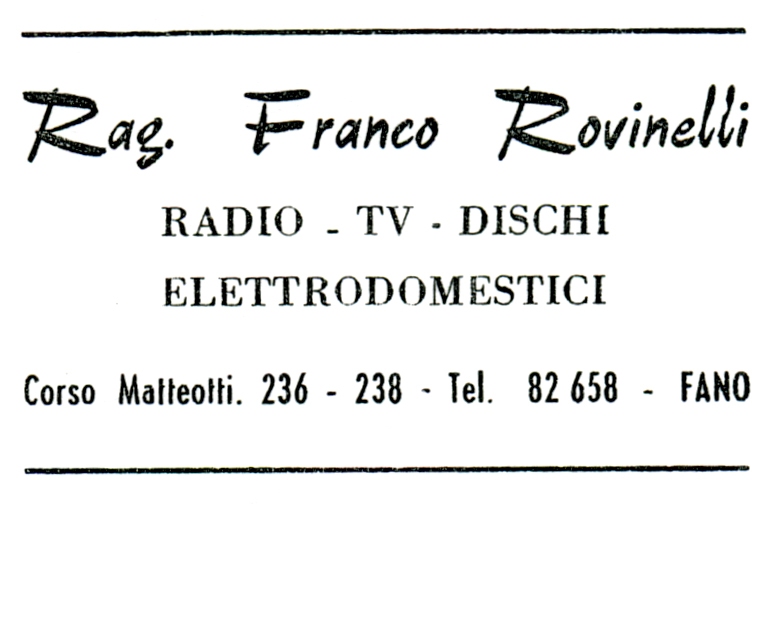 Rag. Franco Rovinelli
RADIO - TV - DISCHI
ELETTRODOMESTICI
Corso Matteotti. 236 - 238 - Tel. 82 658 - FANO